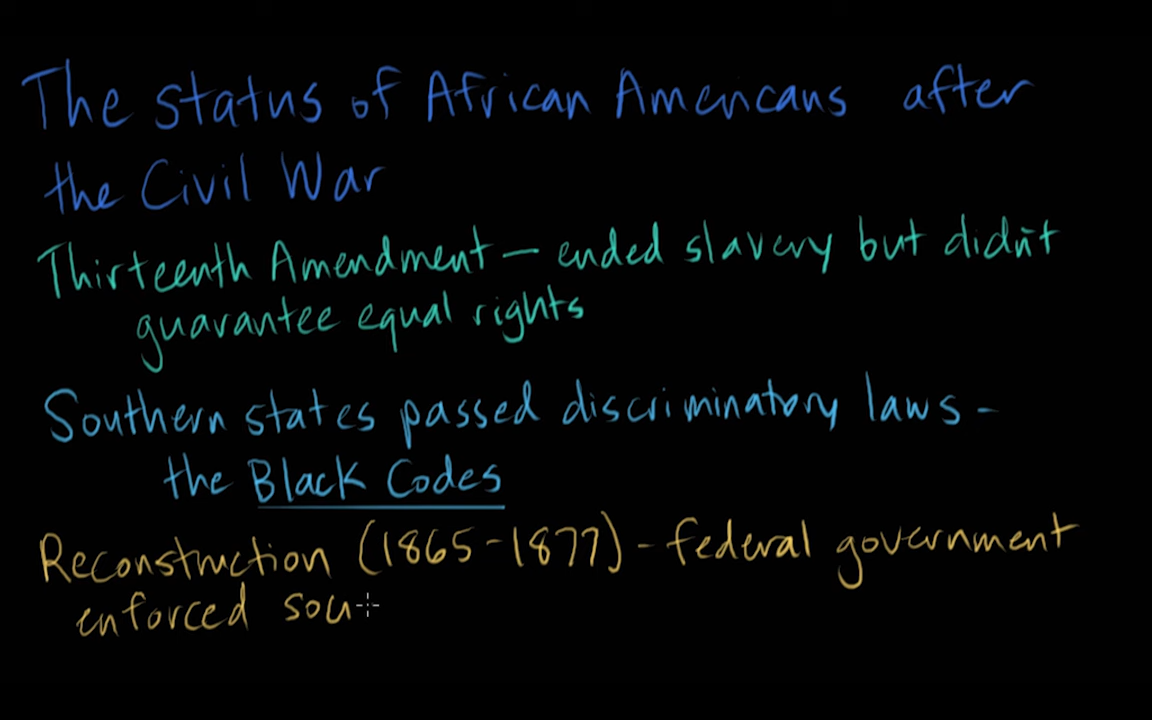 The status of African Americans after
the Civil War
Thirteenth Amendment – ended slavery but didn't
guarantee equal rights
Southern states passed discriminatory laws -
the Black Codes
Reconstruction (1865-1877) - federal government
enforced sou